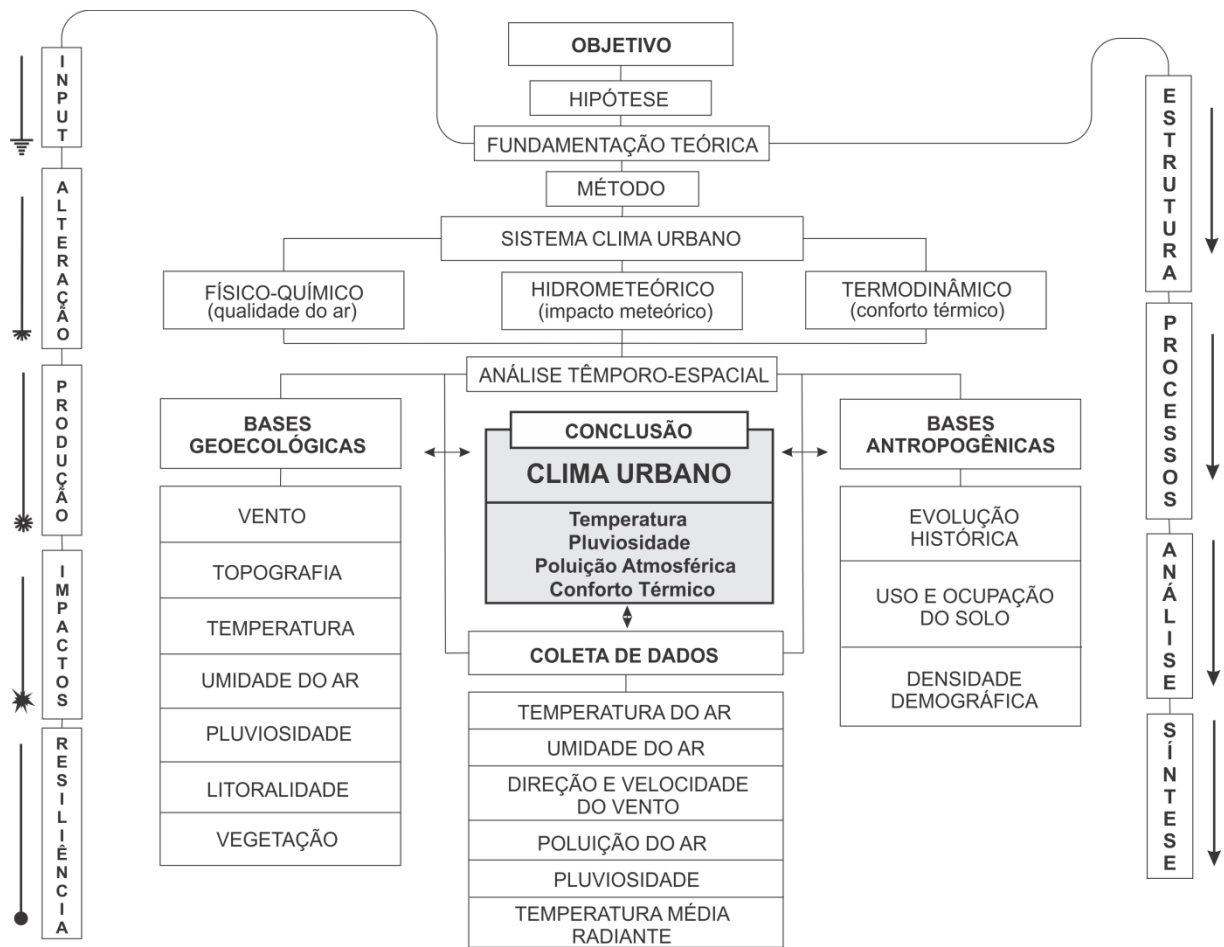 INPUT
ALTERAÇÃO
PRODUÇÃO
IMPACTOS
RESILIÊNCIA
OBJETIVO
HIPÓTESE
FUNDAMENTAÇÃO TEÓRICA
MÉTODO
SISTEMA CLIMA URBANO
FÍSICO-QUÍMICO
(qualidade do ar)
HIDROMETEÓRICO
(impacto meteórico)
TERMODINÂMICO
(conforto térmico)
ANÁLISE TÊMPORO-ESPACIAL
BASES
GEOECOLÓGICAS
VENTO
TOPOGRAFIA
TEMPERATURA
UMIDADE DO AR
PLUVIOSIDADE
LITORALIDADE
VEGETAÇÃO
CONCLUSÃO
CLIMA URBANO
Temperatura
Pluviosidade
Poluição Atmosférica
Conforto Térmico
COLETA DE DADOS
TEMPERATURA DO AR
UMIDADE DO AR
DIREÇÃO E VELOCIDADE
DO VENTO
POLUIÇÃO DO AR
PLUVIOSIDADE
TEMPERATURA MÉDIA
RADIANTE
BASES
ANTROPOGÊNICAS
EVOLUÇÃO
HISTÓRICA
USO E OCUPAÇÃO
DO SOLO
DENSIDADE
DEMOGRÁFICA
ESTRUTURA
PROCESSOS
ANÁLISE
SÍNTESE